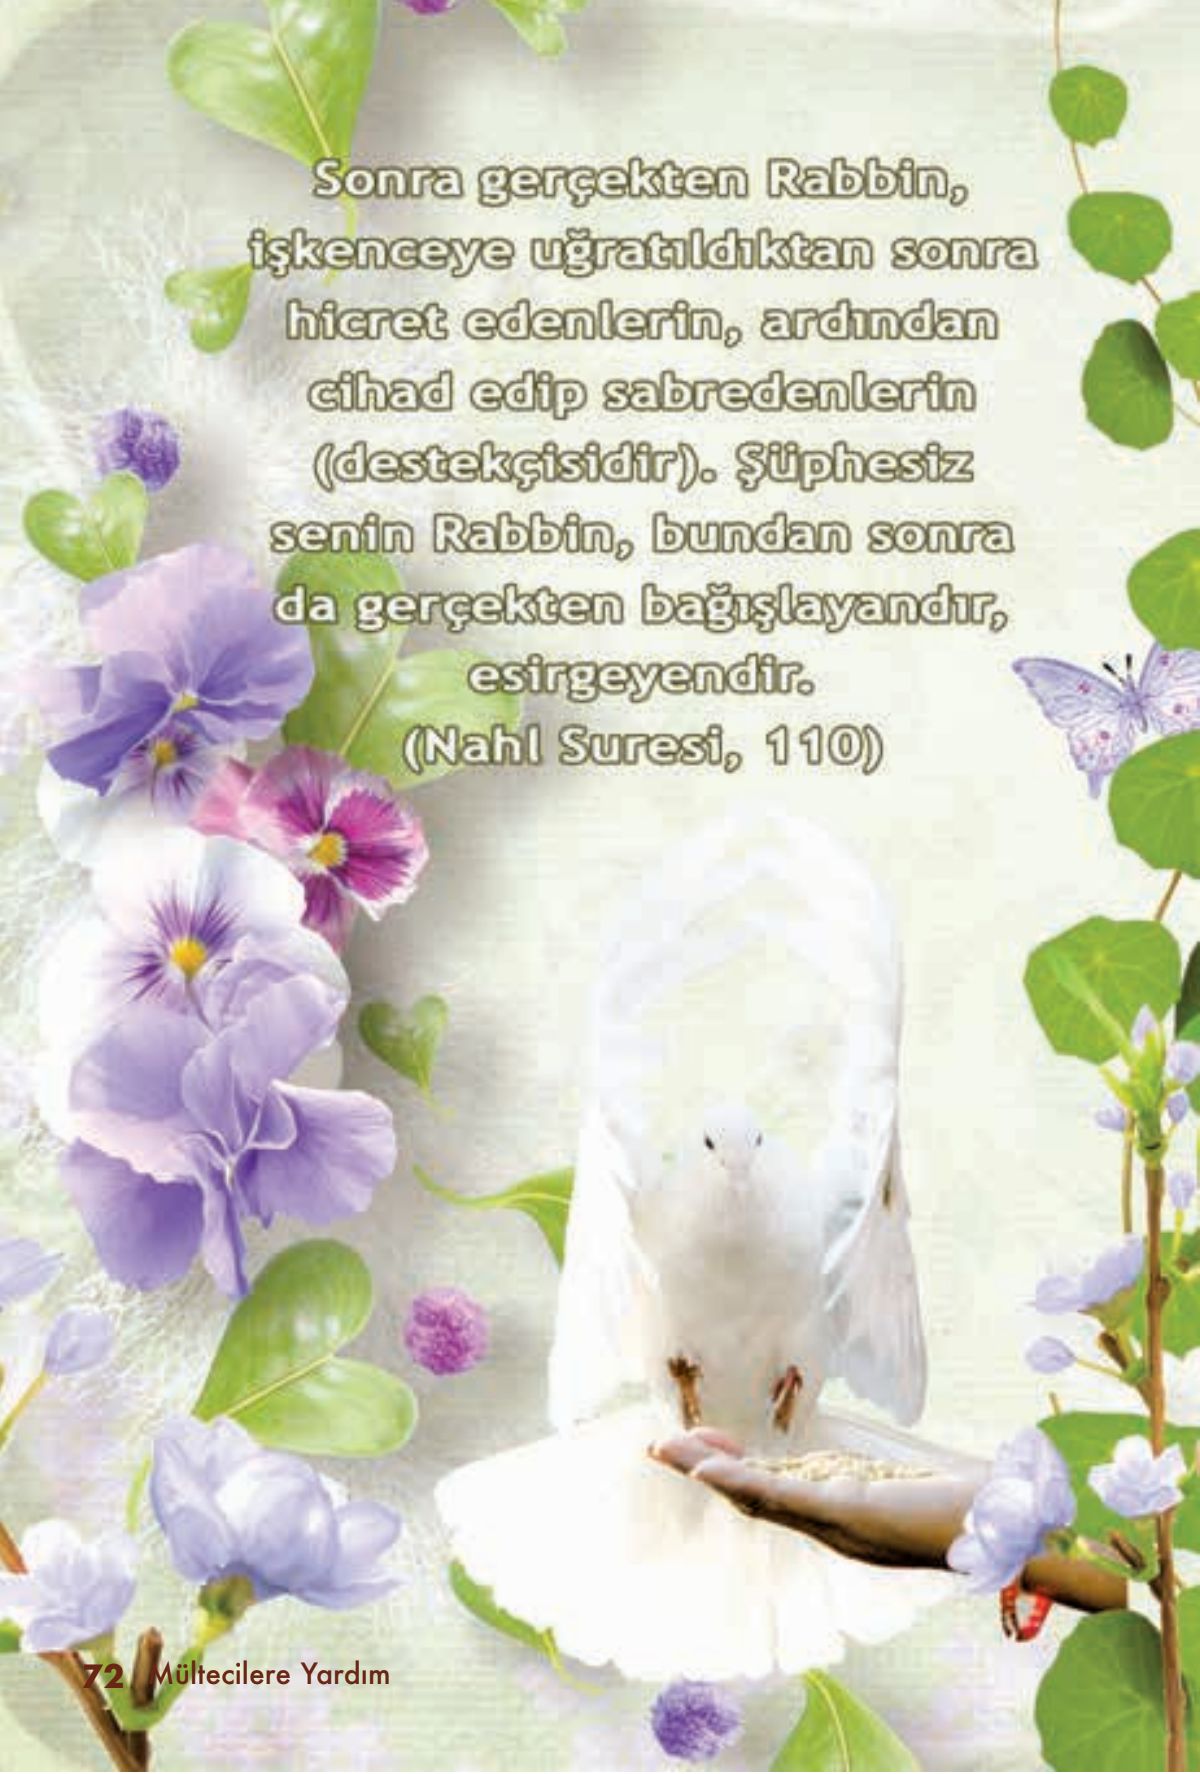 Sonra gerçekten Rabbin,
işkenceye uğratıldıktan sonra
hicret edenlerin, ardından
cihad edip sabredenlerin
(destekçisidir). Şüphesiz
senin Rabbin, bundan sonra
da gerçekten bağışlayandır,
esirgeyendir.
(Nahl Suresi, 110)
72 Mültecilere Yardım